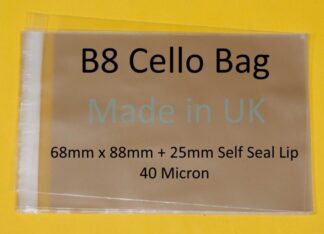 B8 Cello Bag
Made in UK
68mm x 88mm + 25mm Self Seal Lip
40 Micron